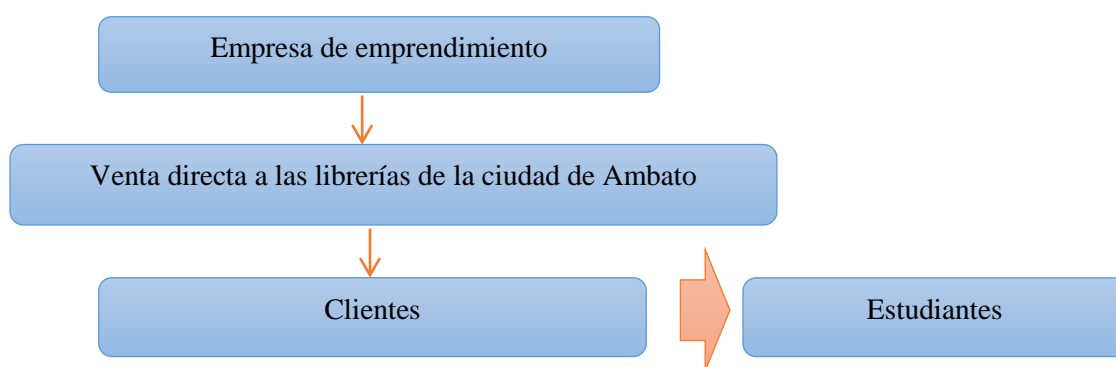 Empresa de emprendimiento
Venta directa a las librerías de la ciudad de Ambato
Clientes
Estudiantes